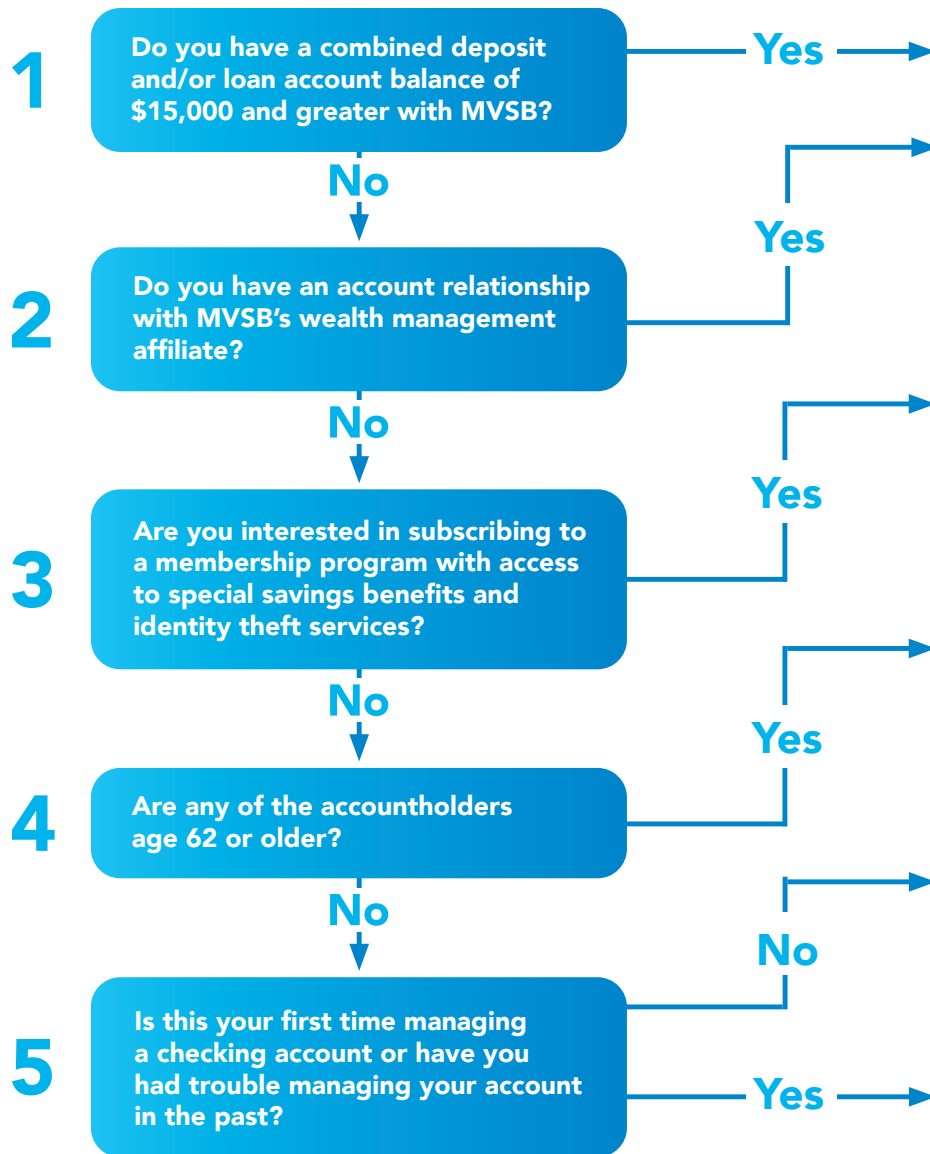 1
Do you have a combined deposit
and/or loan account balance of
$15,000 and greater with MVSB?
Yes
No
2
Do you have an account relationship
with MVSB’s wealth management
affiliate?
Yes
No
3
Are you interested in subscribing to
a membership program with access
to special savings benefits and
identity theft services?
Yes
No
4
Are any of the accountholders
age 62 or older?
Yes
No
5
Is this your first time managing
a checking account or have you
had trouble managing your account
in the past?
No
Yes